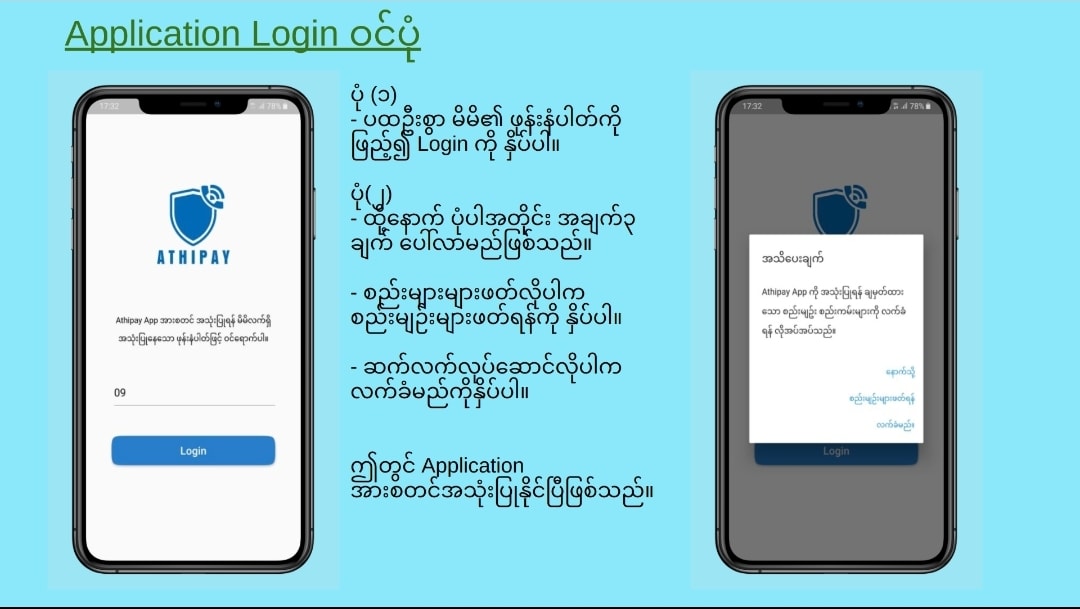 Application Login ဝင်ပုံ
17:32
78%
ATHIPAY
Athipay App အားစတင် အသုံးပြုရန် မိမိလက်ရှိ
အသုံးပြုနေသော ဖုန်းနံပါတ်ဖြင့် ဝင်ရောက်ပါ။
09
Login
ပုံ (၁)
- ပထဦးစွာ မိမိ၏ ဖုန်းနံပါတ်ကို
ဖြည့်၍ Login ကို နှိပ်ပါ။
ပုံ(၂)
- ထို့နောက် ပုံပါအတိုင်း အချက်၃
ချက် ပေါ်လာမည်ဖြစ်သည်။
- စည်းများများဖတ်လိုပါက
စည်းမျဉ်းများဖတ်ရန်ကို နှိပ်ပါ။
- ဆက်လက်လုပ်ဆောင်လိုပါက
လက်ခံမည်ကိုနှိပ်ပါ။
ဤတွင် Application
အားစတင်အသုံးပြုနိုင်ပြီဖြစ်သည်။
17:32
78%
အသိပေးချက်
Athipay App ကို အသုံးပြုရန် ချမှတ်ထား
သော စည်းမျဉ်း စည်းကမ်းများကို လက်ခံ
ရန် လိုအပ်အပ်သည်။
နောက်သို့
စည်းမျဉ်းများဖတ်ရန်
လက်ခံမည်။
Login